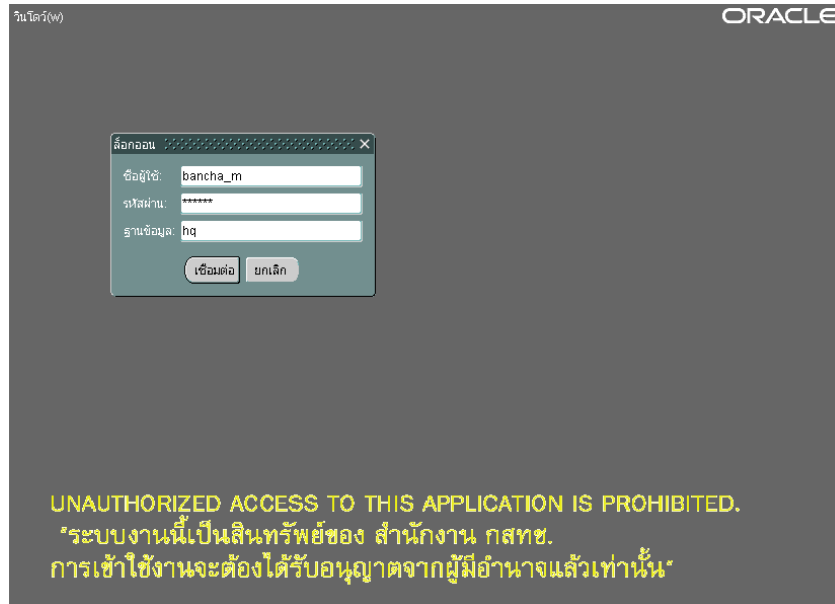 วินโดว์(W)
ORACLE
ล็อกออน
ชื่อผู้ใช้: bancha_m
รหัสผ่าน: ******
ฐานข้อมูล: hq
เชื่อมต่อ ยกเลิก
UNAUTHORIZED ACCESS TO THIS APPLICATION IS PROHIBITED.
"ระบบงานนี้เป็นสินทรัพย์ของ สำนักงาน กสทช.
การเข้าใช้งานจะต้องได้รับอนุญาตจากผู้มีอำนาจแล้วเท่านั้น"